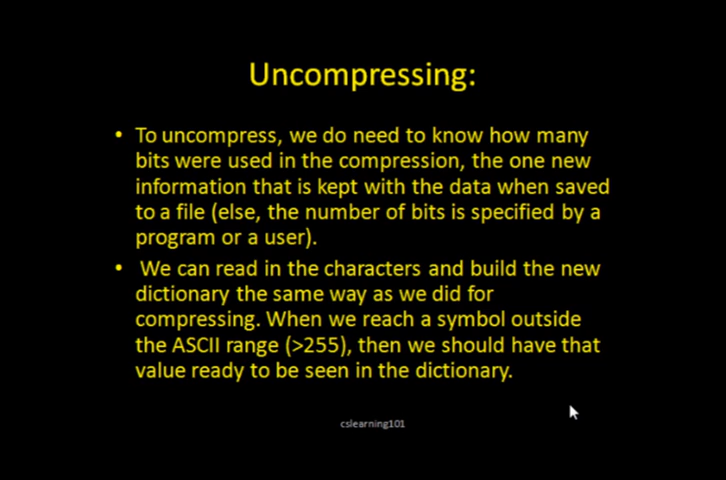 Uncompressing:
• To uncompress, we do need to know how many
bits were used in the compression, the one new
information that is kept with the data when saved
to a file (else, the number of bits is specified by a
program or a user).
• We can read in the characters and build the new
dictionary the same way as we did for
compressing. When we reach a symbol outside
the ASCII range (>255), then we should have that
value ready to be seen in the dictionary.
cslearning101